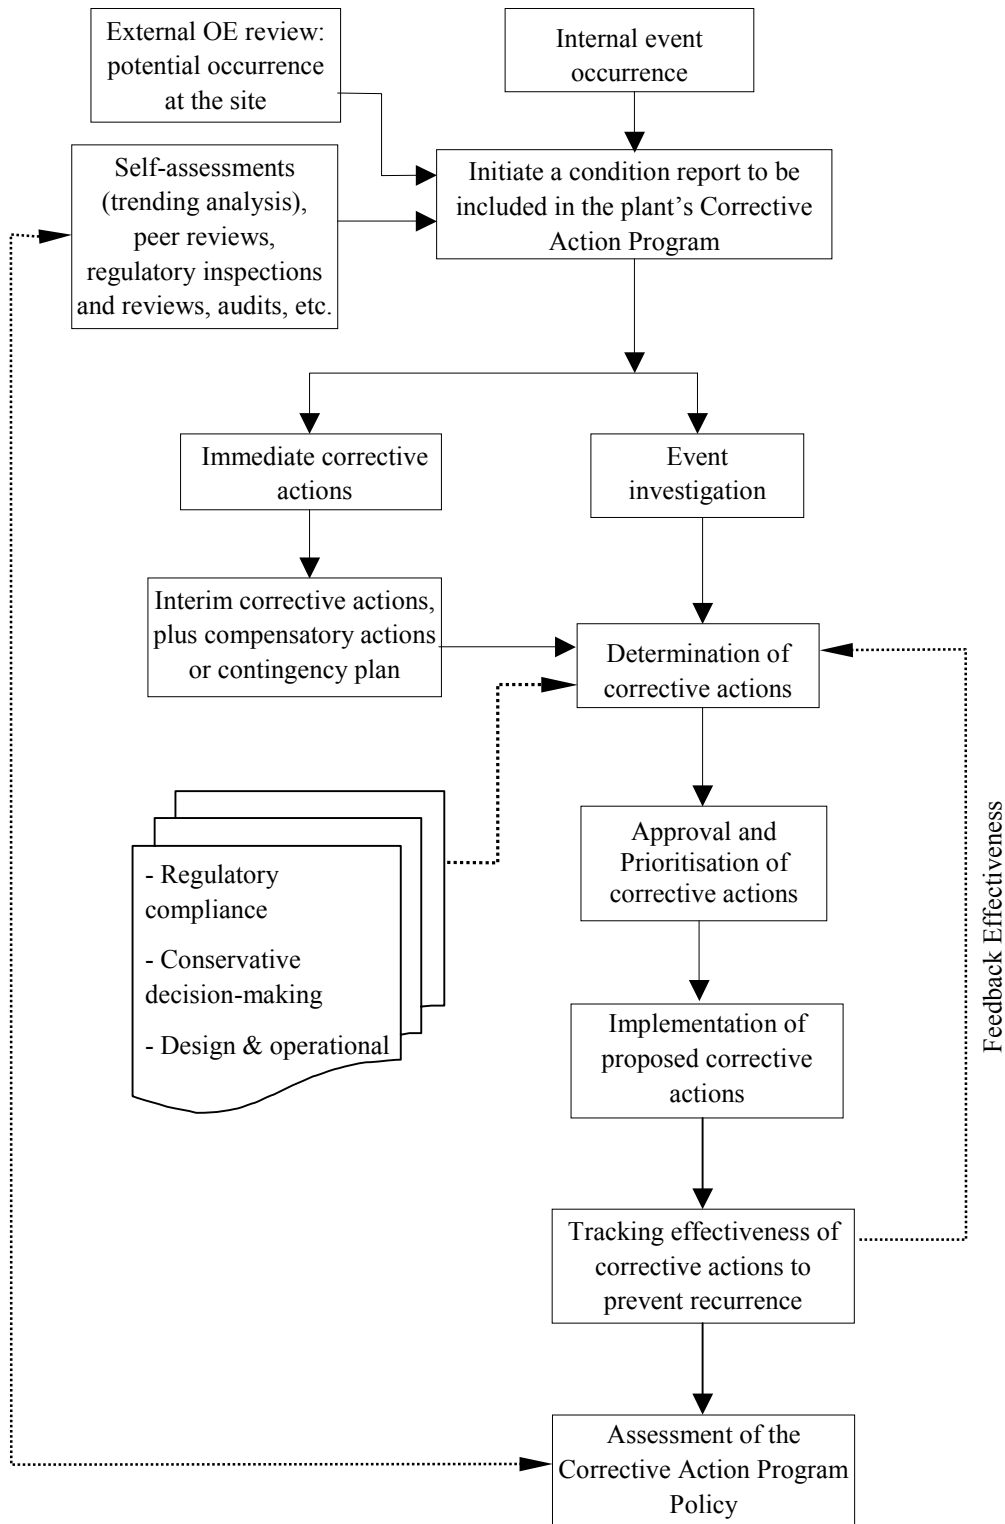 External OE review:
potential occurrence
at the site
Internal event
occurrence
Self-assessments
(trending analysis),
peer reviews,
regulatory inspections
and reviews, audits, etc.
Initiate a condition report to be
included in the plant's Corrective
Action Program
Immediate corrective
actions
Event
investigation
Interim corrective actions,
plus compensatory actions
or contingency plan
Determination of
corrective actions
- Regulatory
compliance
- Conservative
decision-making
- Design & operational
Approval and
Prioritisation of
corrective actions
Implementation of
proposed corrective
actions
Feedback Effectiveness
Tracking effectiveness of
corrective actions to
prevent recurrence
Assessment of the
Corrective Action Program
Policy